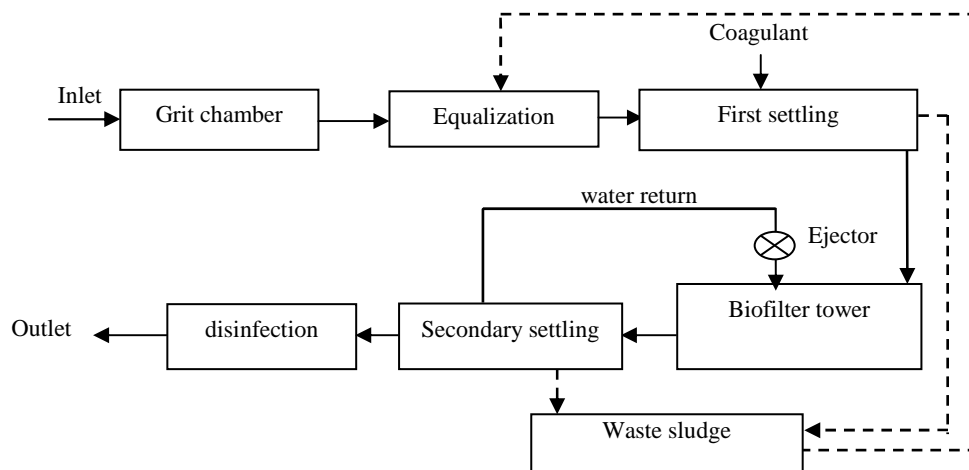 Coagulant
Inlet
Grit chamber
Equalization
First settling
water return
Ejector
Biofilter tower
Outlet
disinfection
Secondary settling
Waste sludge